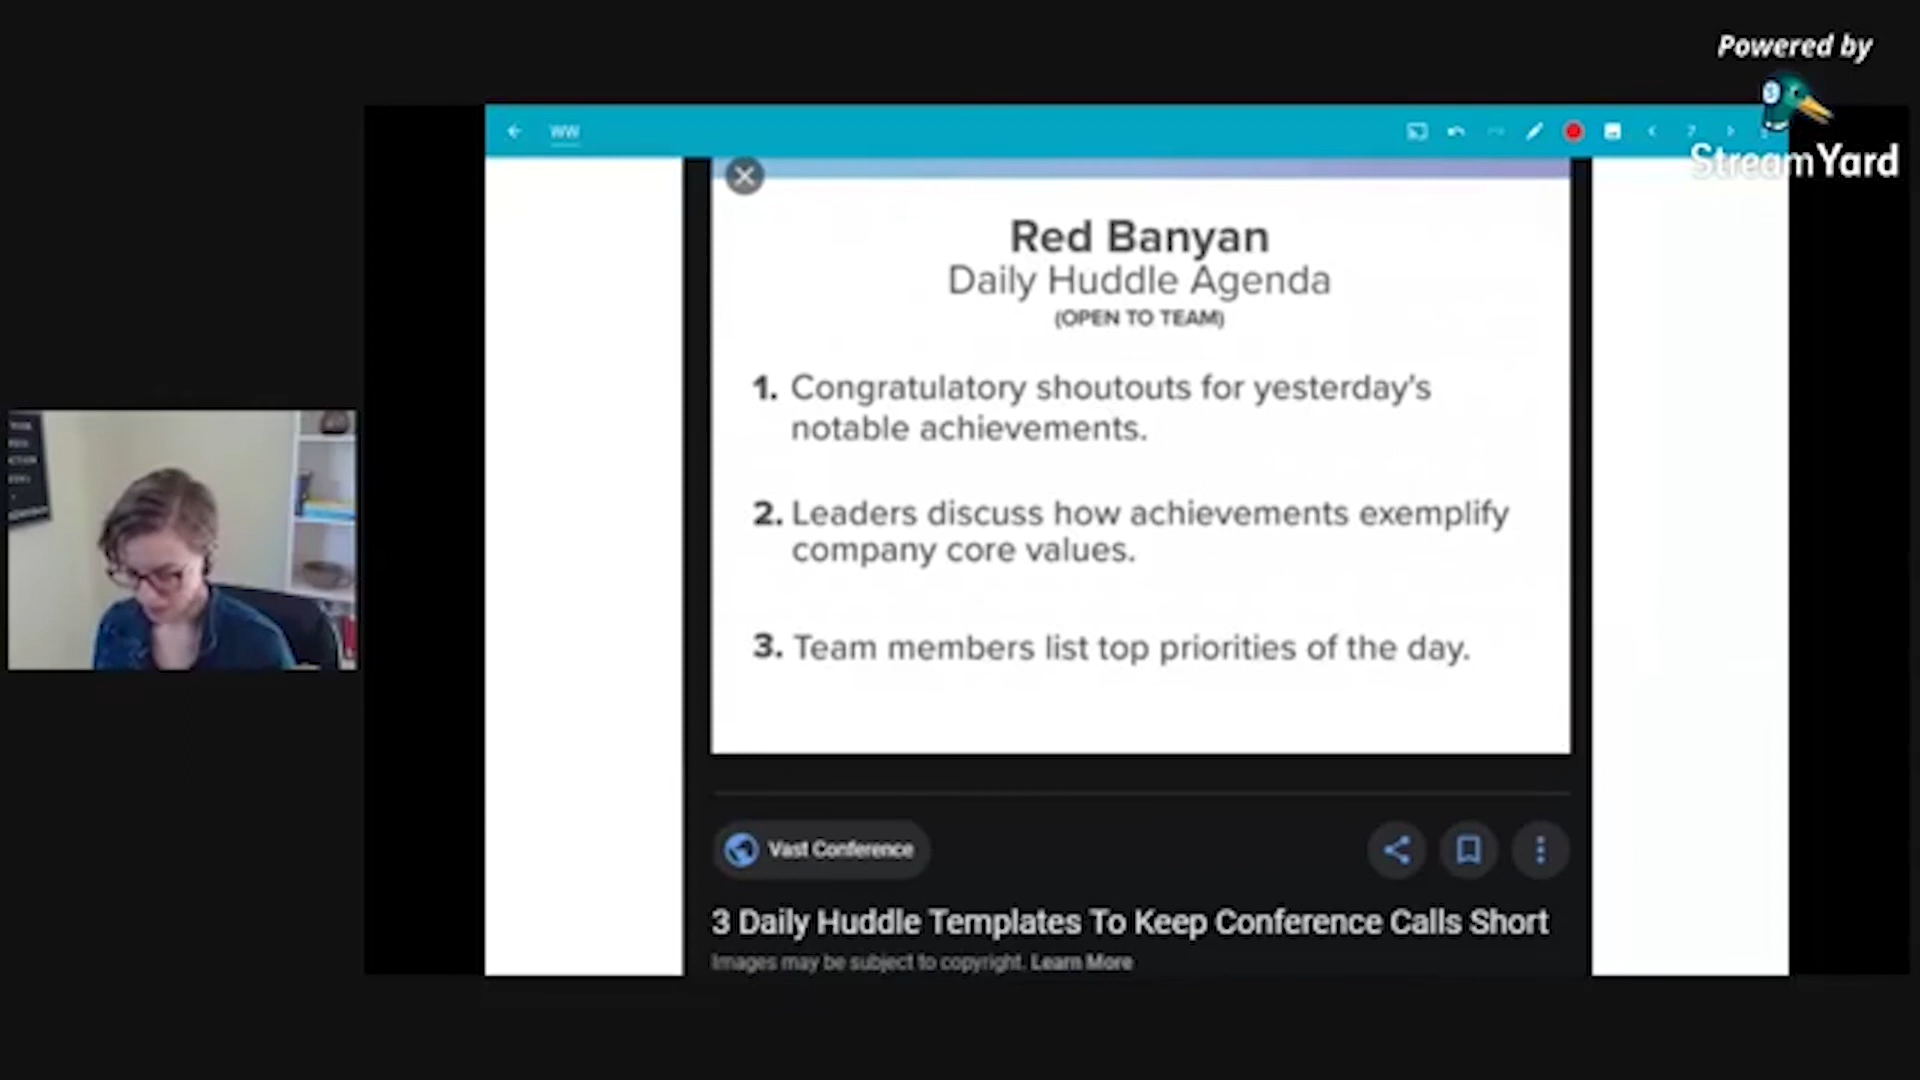 Powered by
StreamYard
WW
7
Red Banyan
Daily Huddle Agenda
(OPEN TO TEAM)
1. Congratulatory shoutouts for yesterday's
notable achievements.
2. Leaders discuss how achievements exemplify
company core values.
3. Team members list top priorities of the day.
Vast Conference
3 Daily Huddle Templates To Keep Conference Calls Short
Images may be subject to copyright. Learn More